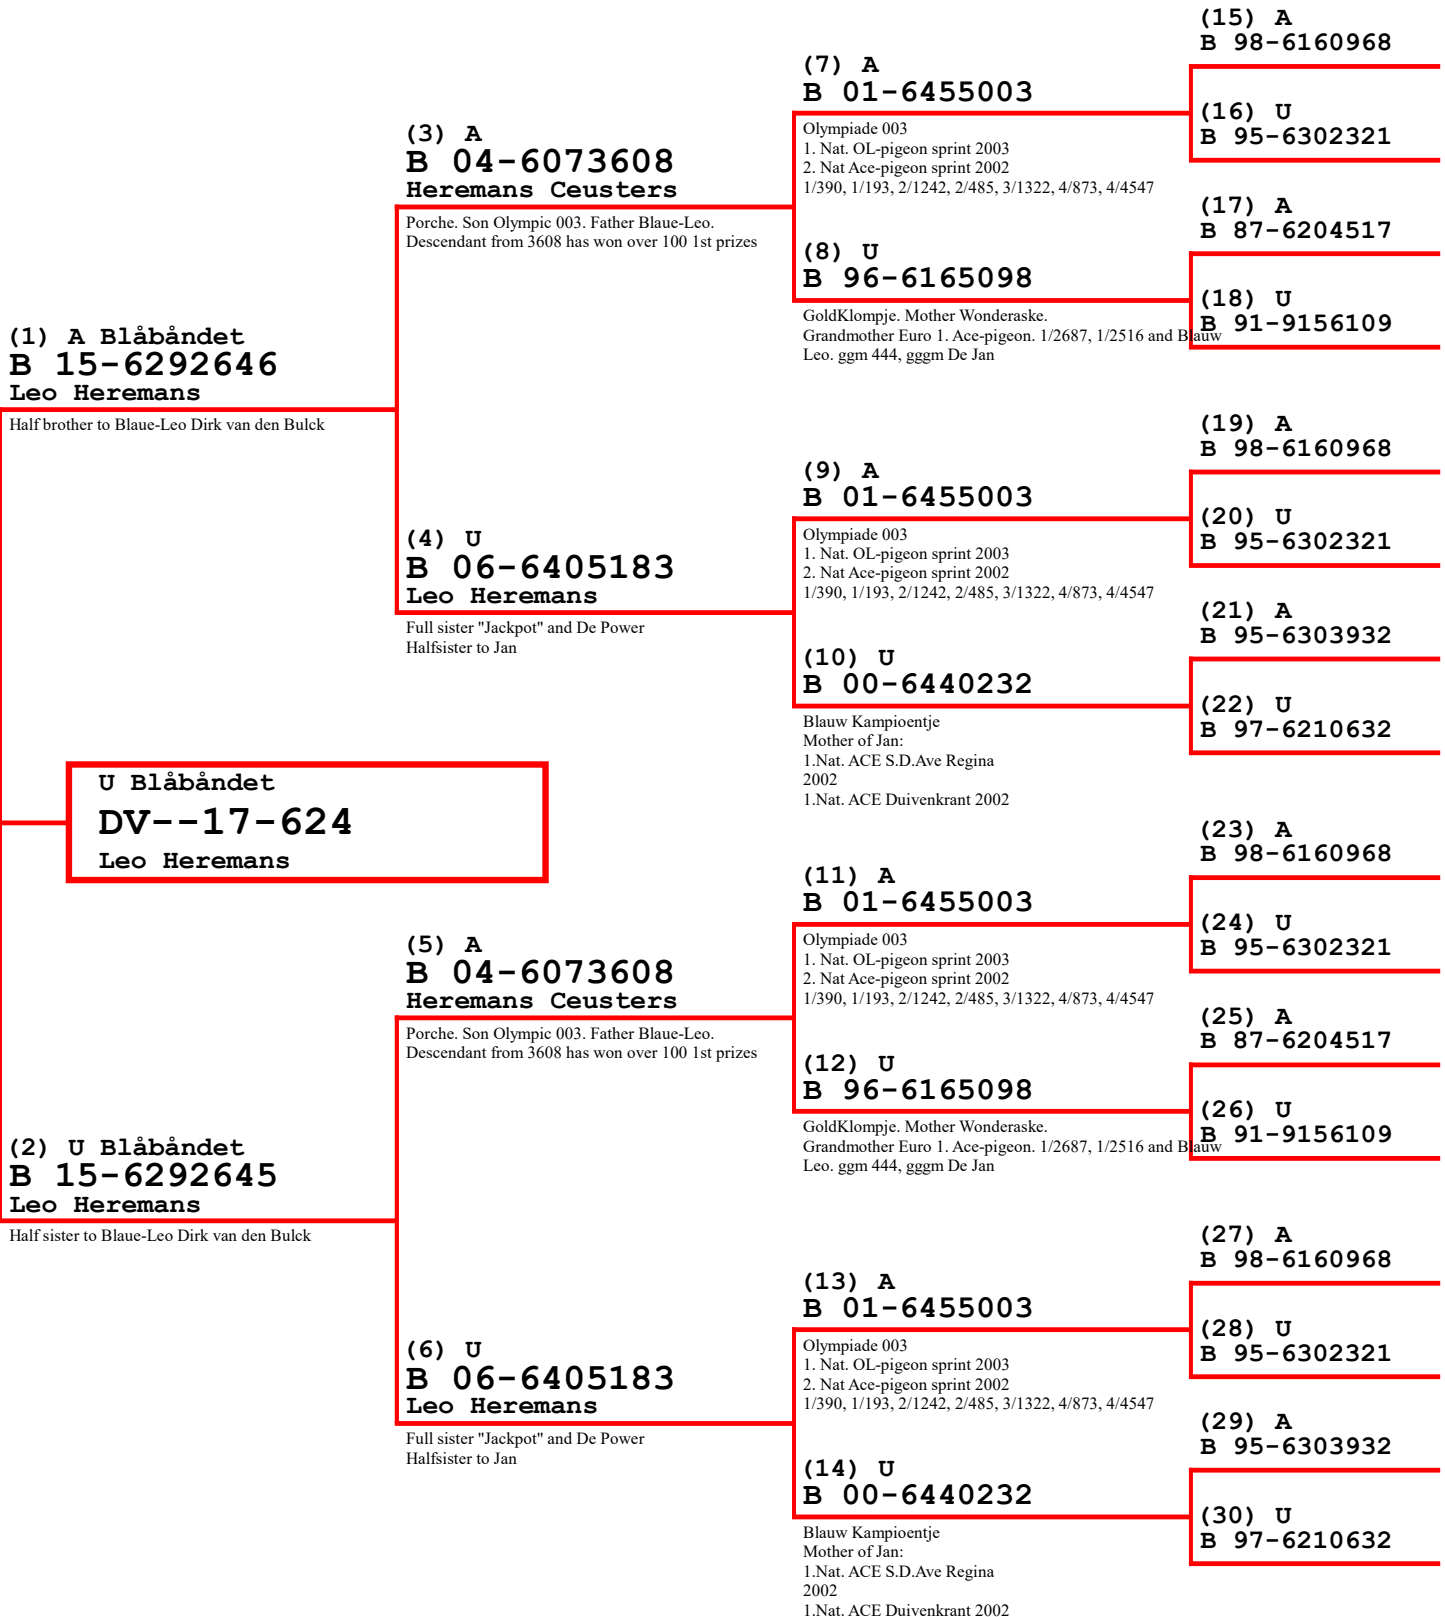 (1) A Blåbåndet
B 15-6292646
Leo Heremans
Half brother to Blaue-Leo Dirk van den Bulck
U Blåbåndet
DV--17-624
Leo Heremans
(2) U Blåbåndet
B 15-6292645
Leo Heremans
Half sister to Blaue-Leo Dirk van den Bulck
(3) A
B 04-6073608
Heremans Ceusters
Porche. Son Olympic 003. Father Blaue-Leo.
Descendant from 3608 has won over 100 1st prizes
(4) U
B 06-6405183
Leo Heremans
Full sister "Jackpot" and De Power
Halfsister to Jan
(5) A
B 04-6073608
Heremans Ceusters
Porche. Son Olympic 003. Father Blaue-Leo.
Descendant from 3608 has won over 100 1st prizes
(6) U
B 06-6405183
Leo Heremans
Full sister "Jackpot" and De Power
Halfsister to Jan
(7) A
B 01-6455003
Olympiade 003
1. Nat. OL-pigeon sprint 2003
2. Nat Ace-pigeon sprint 2002
1/390, 1/193, 2/1242, 2/485, 3/1322, 4/873, 4/4547
(8) U
B 96-6165098
GoldKlompje. Mother Wonderaske.
Grandmother Euro 1. Ace-pigeon. 1/2687, 1/2516 and Blauw
Leo. ggm 444, gggm De Jan
(9) A
B 01-6455003
Olympiade 003
1. Nat. OL-pigeon sprint 2003
2. Nat Ace-pigeon sprint 2002
1/390, 1/193, 2/1242, 2/485, 3/1322, 4/873, 4/4547
(10) U
B 00-6440232
Blauw Kampioentje
Mother of Jan:
1.Nat. ACE S.D.Ave Regina
2002
1.Nat. ACE Duivenkrant 2002
(11) A
B 01-6455003
Olympiade 003
1. Nat. OL-pigeon sprint 2003
2. Nat Ace-pigeon sprint 2002
1/390, 1/193, 2/1242, 2/485, 3/1322, 4/873, 4/4547
(12) U
B 96-6165098
GoldKlompje. Mother Wonderaske.
Grandmother Euro 1. Ace-pigeon. 1/2687, 1/2516 and Blauw
Leo. ggm 444, gggm De Jan
(13) A
B 01-6455003
Olympiade 003
1. Nat. OL-pigeon sprint 2003
2. Nat Ace-pigeon sprint 2002
1/390, 1/193, 2/1242, 2/485, 3/1322, 4/873, 4/4547
(14) U
B 00-6440232
Blauw Kampioentje
Mother of Jan:
1.Nat. ACE S.D.Ave Regina
2002
1.Nat. ACE Duivenkrant 2002
(15) A
B 98-6160968
(16) U
B 95-6302321
(17) A
B 87-6204517
(18) U
B 91-9156109
(19) A
B 98-6160968
(20) U
B 95-6302321
(21) A
B 95-6303932
(22) U
B 97-6210632
(23) A
B 98-6160968
(24) U
B 95-6302321
(25) A
B 87-6204517
(26) U
B 91-9156109
(27) A
B 98-6160968
(28) U
B 95-6302321
(29) A
B 95-6303932
(30) U
B 97-6210632